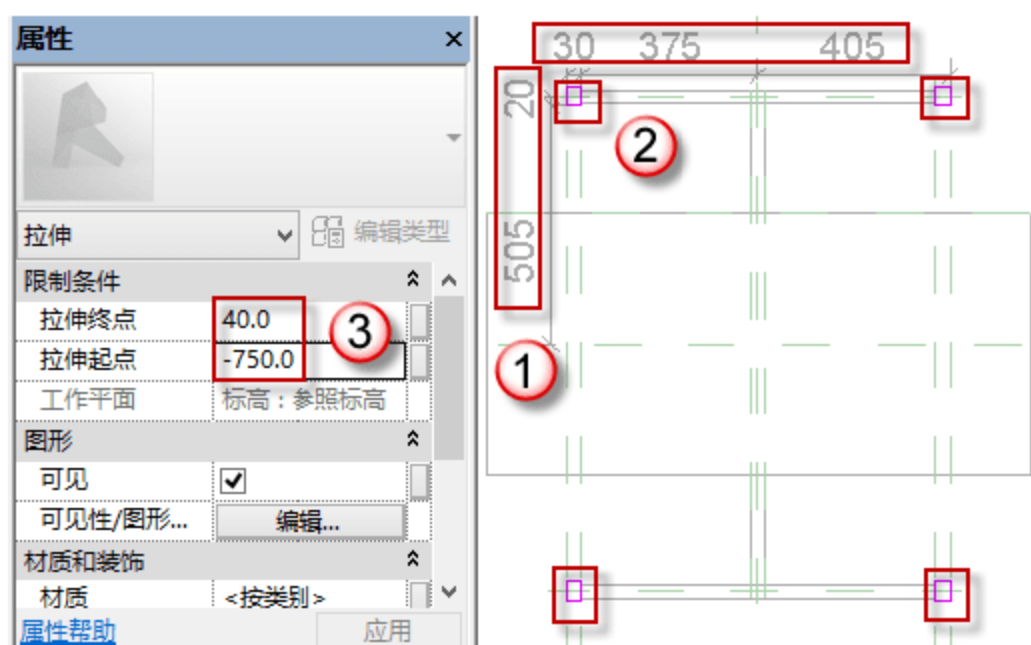 属性
拉伸
编辑类型
限制条件
拉伸终点 40.0
拉伸起点 -750.0
工作平面 标高：参照标高
图形
可见
可见性/图形... 编辑...
材质和装饰
材质 <按类别>
属性帮助 应用
3
30 375 405
20
505
2
1